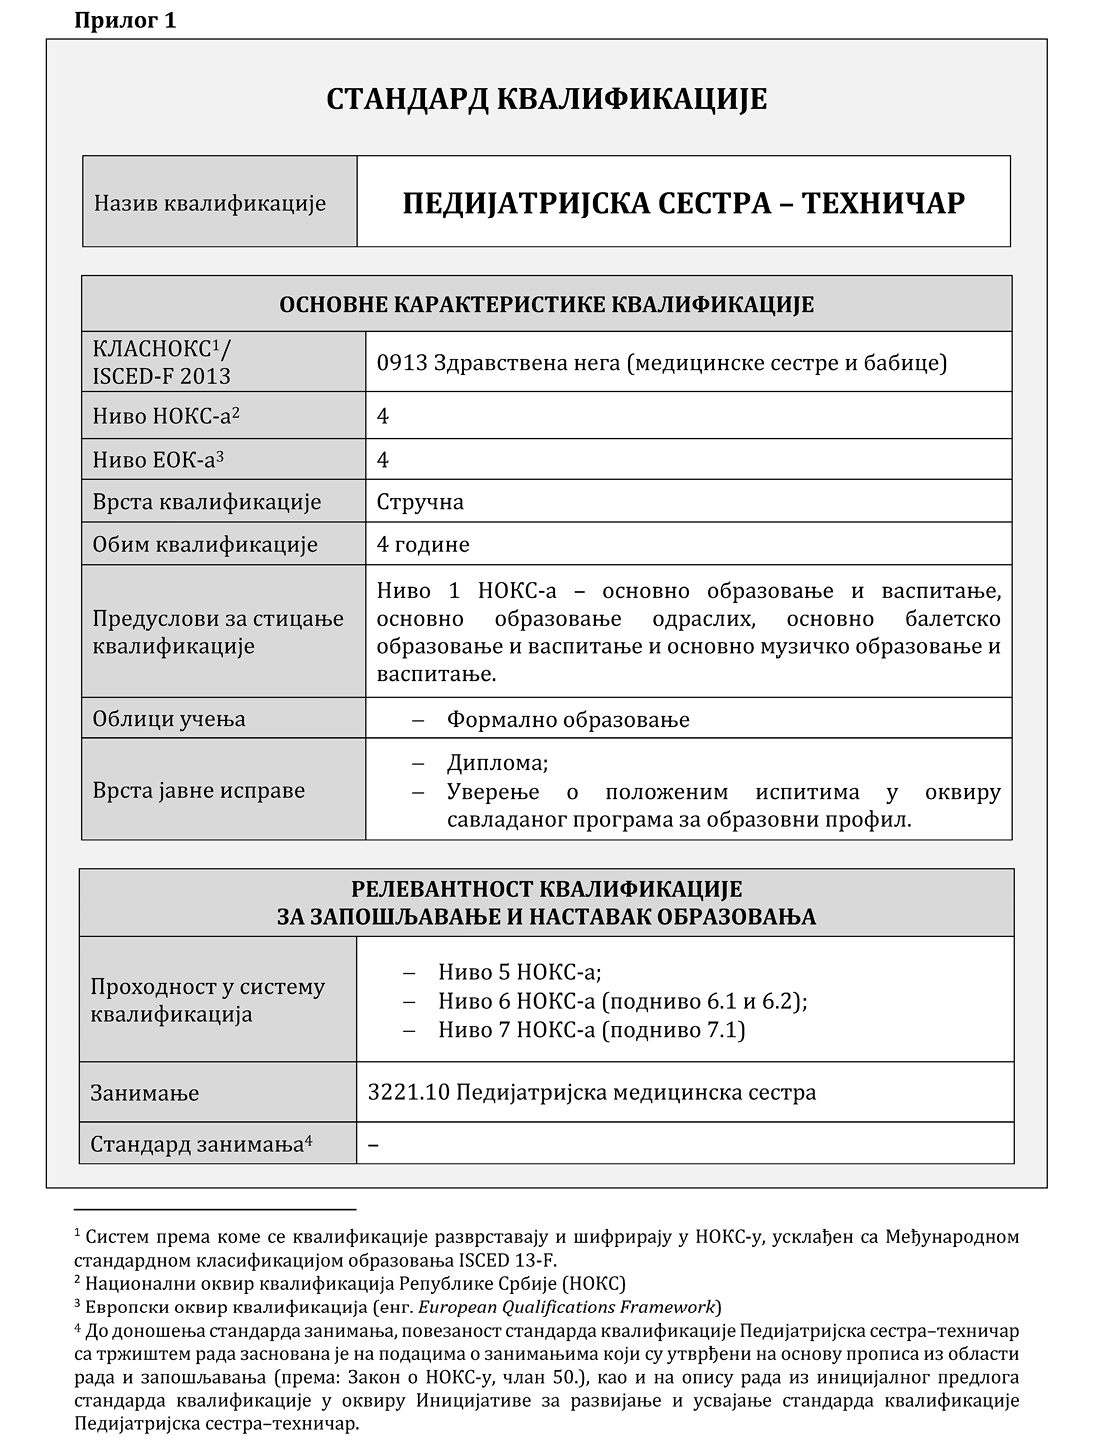 Прилог 1
СТАНДАРД КВАЛИФИКАЦИЈЕ
Назив квалификације
ПЕДИЈАТРИЈСКА СЕСТРА – ТЕХНИЧАР
ОСНОВНЕ КАРАКТЕРИСТИКЕ КВАЛИФИКАЦИЈЕ
КЛАСНОКС¹/
ISCED-F 2013
0913 Здравствена нега (медицинске сестре и бабице)
Ниво НОКС-а²
4
Ниво ЕОК-а³
4
Врста квалификације
Стручна
Обим квалификације
4 године
Предуслови за стицање
квалификације
Ниво 1 НОКС-а – основно образовање и васпитање,
основно образовање одраслих, основно балетско
образовање и васпитање и основно музичко образовање и
васпитање.
Облици учења
– Формално образовање
Врста јавне исправе
– Диплома;
– Уверење о положеним испитима у оквиру
савладаног програма за образовни профил.
РЕЛЕВАНТНОСТ КВАЛИФИКАЦИЈЕ
ЗА ЗАПОШЉАВАЊЕ И НАСТАВАК ОБРАЗОВАЊА
Проходност у систему
квалификација
– Ниво 5 НОКС-а;
– Ниво 6 НОКС-а (подниво 6.1 и 6.2);
– Ниво 7 НОКС-а (подниво 7.1)
Занимање
3221.10 Педијатријска медицинска сестра
Стандард занимања⁴
–
¹ Систем према коме се квалификације разврставају и шифрирају у НОКС-у, усклађен са Међународном
стандардном класификацијом образовања ISCED 13-F.
² Национални оквир квалификација Републике Србије (НОКС)
³ Европски оквир квалификација (енг. European Qualifications Framework)
⁴ До доношења стандарда занимања, повезаност стандарда квалификације Педијатријска сестра–техничар
са тржиштем рада заснована је на подацима о занимањима који су утврђени на основу прописа из области
рада и запошљавања (према: Закон о НОКС-у, члан 50.), као и на опису рада из иницијалног предлога
стандарда квалификације у оквиру Иницијативе за развијање и усвајање стандарда квалификације
Педијатријска сестра–техничар.